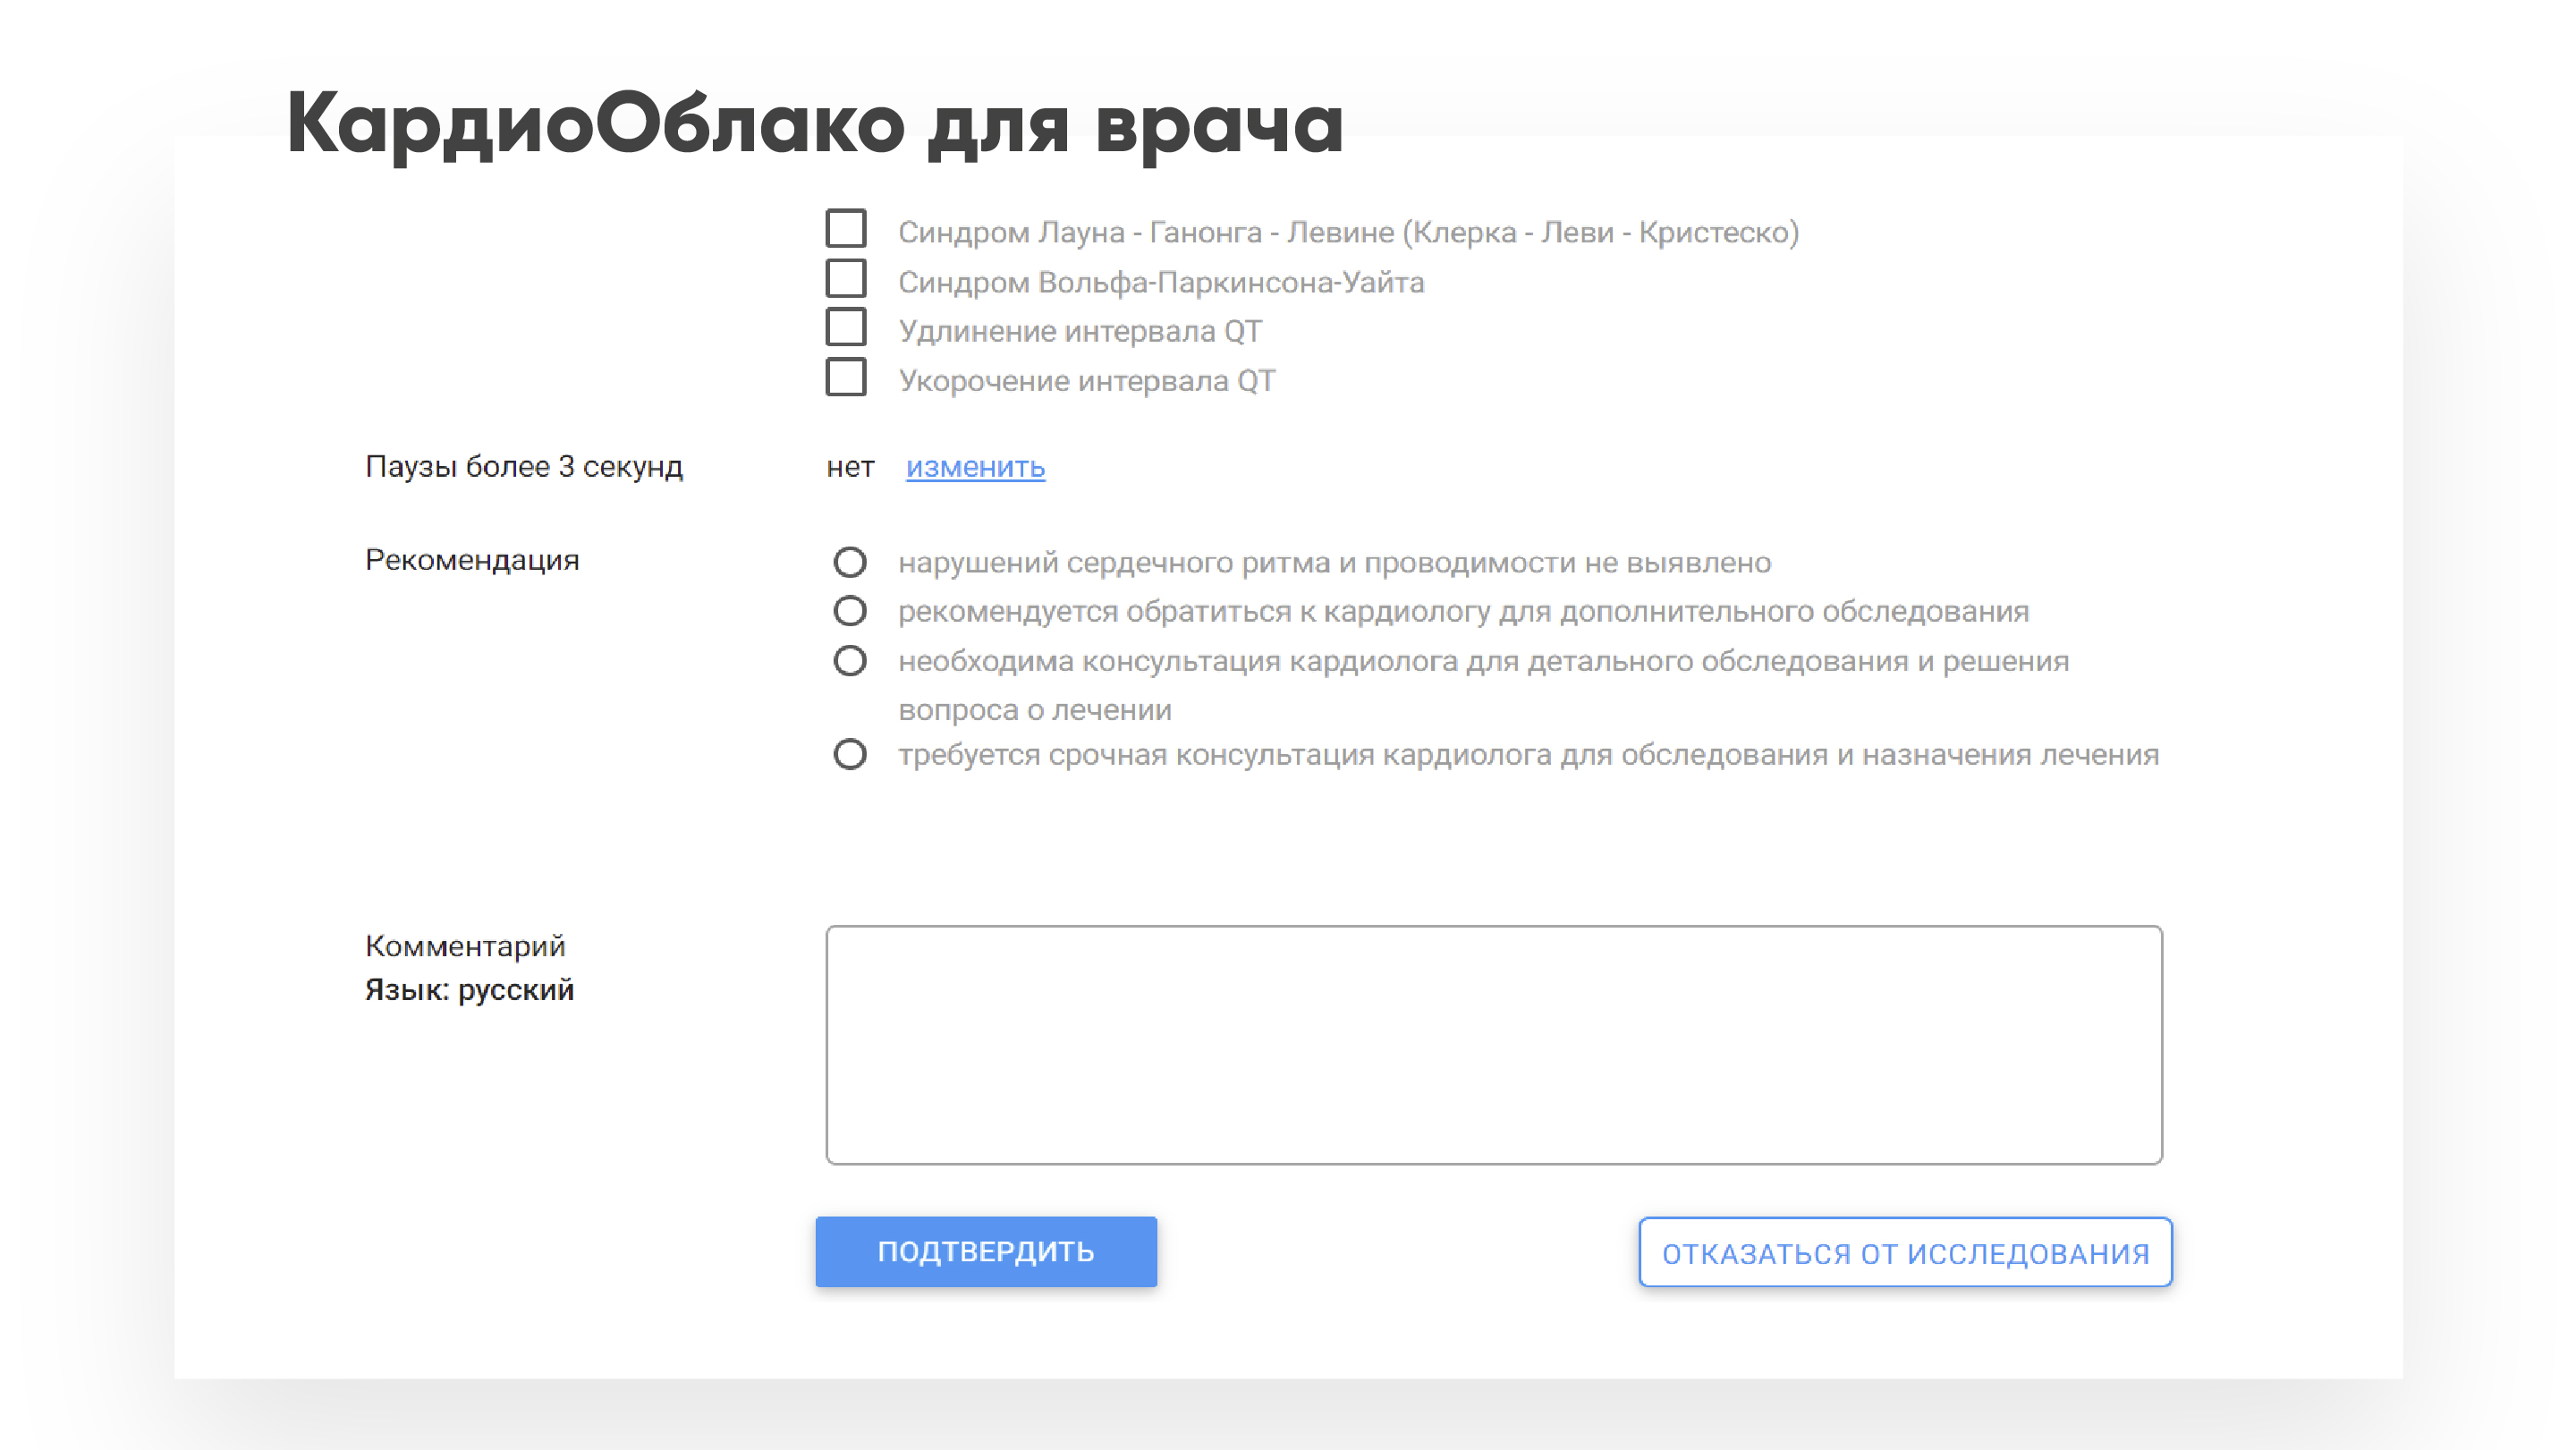 КардиоОблако для врача
Синдром Лауна - Ганонга - Левине (Клерка - Леви - Кристеско)
Синдром Вольфа-Паркинсона-Уайта
Удлинение интервала QT
Укорочение интервала QT
Паузы более 3 секунд нет изменить
Рекомендация
нарушений сердечного ритма и проводимости не выявлено
рекомендуется обратиться к кардиологу для дополнительного обследования
необходима консультация кардиолога для детального обследования и решения
вопроса о лечении
требуется срочная консультация кардиолога для обследования и назначения лечения
Комментарий
Язык: русский
ПОДТВЕРДИТЬ
ОТКАЗАТЬСЯ ОТ ИССЛЕДОВАНИЯ